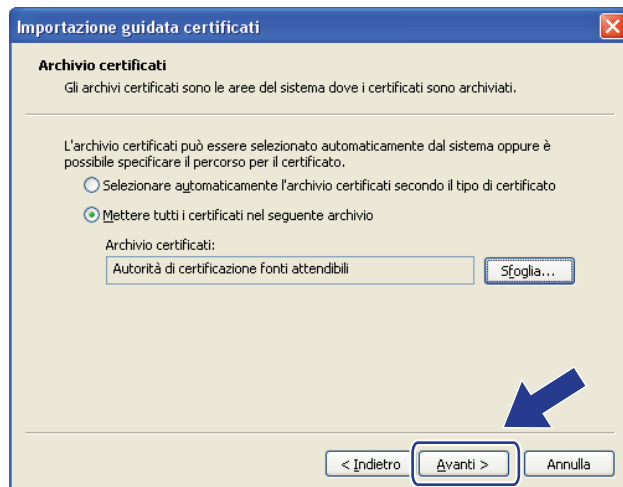 Importazione guidata certificati
Archivio certificati
Gli archivi certificati sono le aree del sistema dove i certificati sono archiviati.
L'archivio certificati può essere selezionato automaticamente dal sistema oppure è
possibile specificare il percorso per il certificato.
Selezionare automaticamente l'archivio certificati secondo il tipo di certificato
Mettere tutti i certificati nel seguente archivio
Archivio certificati:
Autorità di certificazione fonti attendibili
Sfoglia...
< Indietro
Avanti >
Annulla